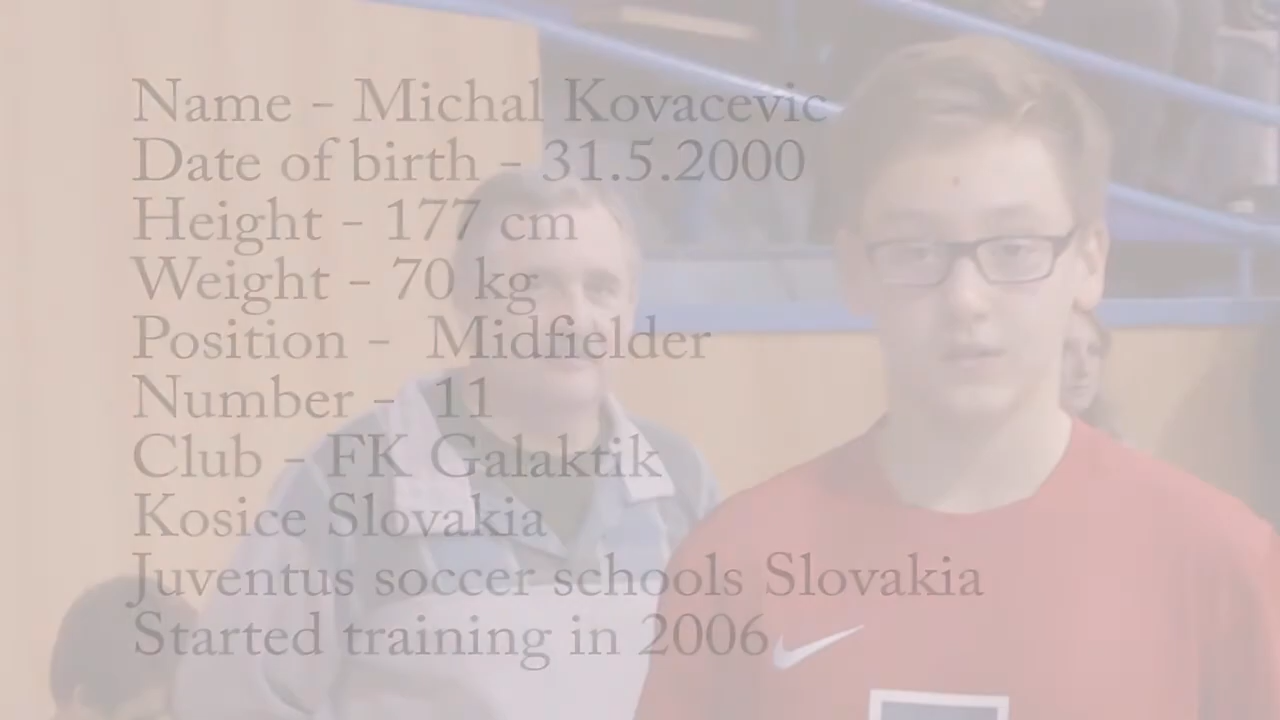 Name - Michal Kovacevic
Date of birth - 31.5.2000
Height - 177 cm
Weight - 70 kg
Position - Midfielder
Number - 11
Club - FK Galaktik
Kosice Slovakia
Juventus soccer schools Slovakia
Started training in 2006